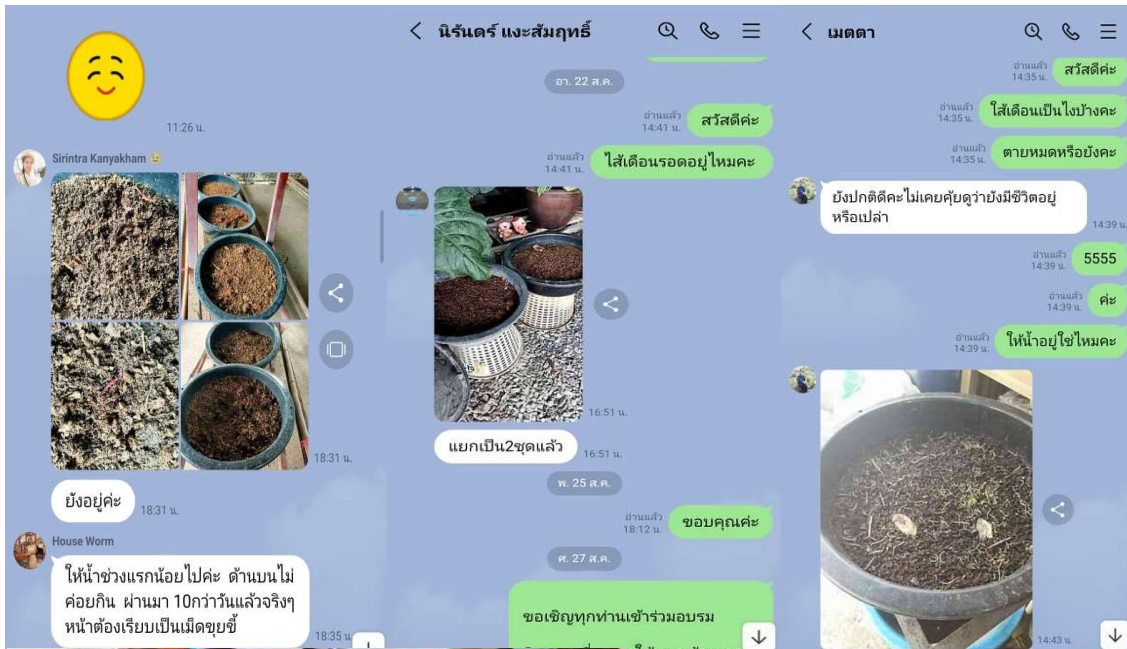 11:26 น.
Sirintra Kanyakham
18:31 น.
ยังอยู่ค่ะ
18:31 น.
House Worm
ให้น้ำช่วงแรกน้อยไปค่ะ ด้านบนไม่
ค่อยกิน ผ่านมา 10กว่าวันแล้วจริงๆ
หน้าต้องเรียบเป็นเม็ดขุยขี้
18:35 น.
นิรันดร์ แงะสัมฤทธิ์
อา. 22 ส.ค.
อ่านแล้ว
14:41 น.
สวัสดีค่ะ
อ่านแล้ว
14:41 น.
ไส้เดือนรอดอยู่ไหมคะ
16:51 น.
แยกเป็น2ชุดแล้ว
16:51 น.
พ. 25 ส.ค.
อ่านแล้ว
18:12 น.
ขอบคุณค่ะ
ศ. 27 ส.ค.
ขอเชิญทุกท่านเข้าร่วมอบรม
เมตตา
อ่านแล้ว
14:35 น.
สวัสดีค่ะ
อ่านแล้ว
14:35 น.
ใส้เดือนเป็นไงบ้างคะ
อ่านแล้ว
14:35 น.
ตายหมดหรือยังคะ
ยังปกติดีคะไม่เคยคุ้ยดูว่ายังมีชีวิตอยู่
หรือเปล่า
14:39 น.
อ่านแล้ว
14:39 น.
5555
อ่านแล้ว
14:39 น.
ค่ะ
อ่านแล้ว
14:39 น.
ให้น้ำอยู่ใช่ไหมคะ
14:43 น.